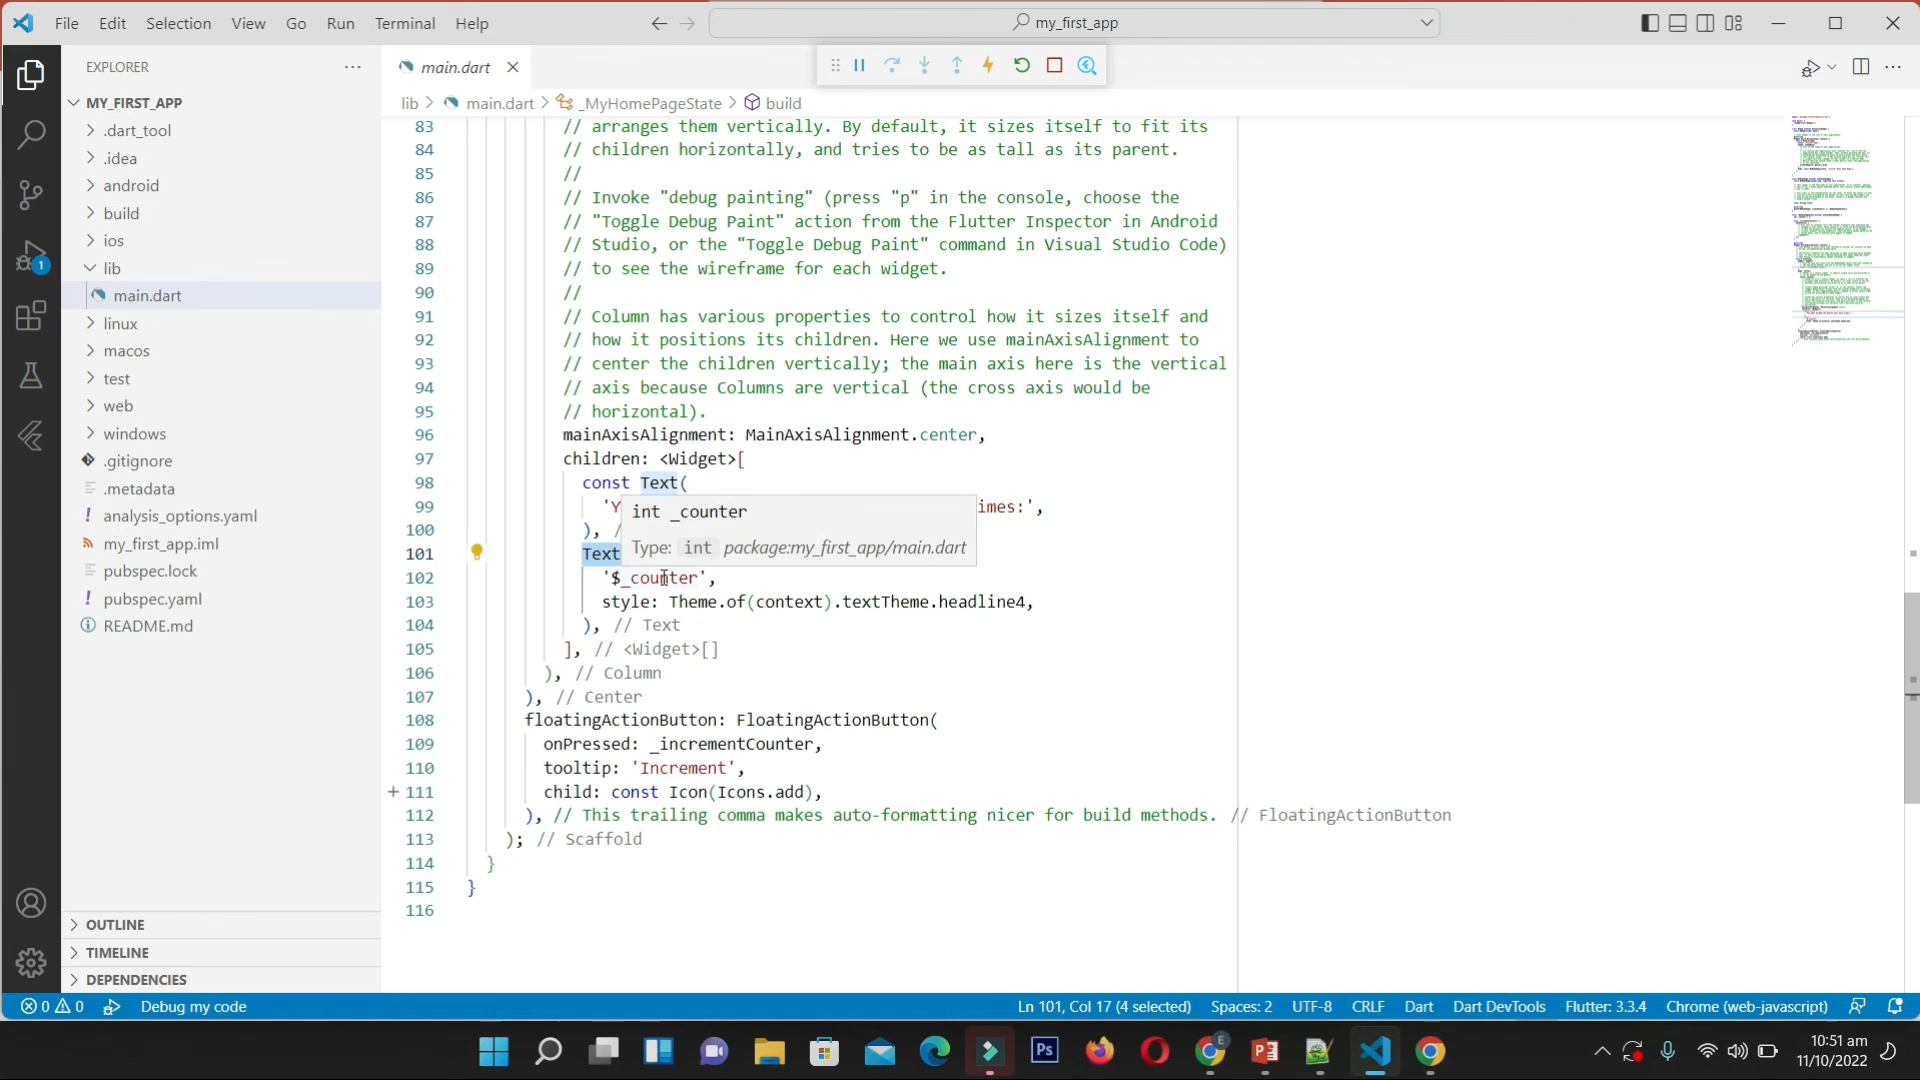 File Edit Selection View Go Run Terminal Help
my_first_app
EXPLORER
main.dart
MY_FIRST_APP
.dart_tool
.idea
android
build
ios
lib
main.dart
linux
macos
test
web
windows
.gitignore
.metadata
analysis_options.yaml
my_first_app.iml
pubspec.lock
pubspec.yaml
README.md
OUTLINE
TIMELINE
DEPENDENCIES
1
lib > main.dart > _MyHomePageState > build
83 // arranges them vertically. By default, it sizes itself to fit its
84 // children horizontally, and tries to be as tall as its parent.
85 //
86 // Invoke "debug painting" (press "p" in the console, choose the
87 // "Toggle Debug Paint" action from the Flutter Inspector in Android
88 // Studio, or the "Toggle Debug Paint" command in Visual Studio Code)
89 // to see the wireframe for each widget.
90 //
91 // Column has various properties to control how it sizes itself and
92 // how it positions its children. Here we use mainAxisAlignment to
93 // center the children vertically; the main axis here is the vertical
94 // axis because Columns are vertical (the cross axis would be
95 // horizontal).
96 mainAxisAlignment: MainAxisAlignment.center,
97 children: <Widget>[
98 const Text(
99 'Y imes:',
int _counter
100 ), /
Type: int package:my_first_app/main.dart
101 Text
102 '$_counter',
103 style: Theme.of(context).textTheme.headline4,
104 ), // Text
105 ], // <Widget>[]
106 ), // Column
107 ), // Center
108 floatingActionButton: FloatingActionButton(
109 onPressed: _incrementCounter,
110 tooltip: 'Increment',
111 child: const Icon(Icons.add),
112 ), // This trailing comma makes auto-formatting nicer for build methods. // FloatingActionButton
113 ); // Scaffold
114 }
115 }
116
0 0 Debug my code Ln 101, Col 17 (4 selected) Spaces: 2 UTF-8 CRLF Dart Dart DevTools Flutter: 3.3.4 Chrome (web-javascript)
Ps
E
10:51 am
11/10/2022